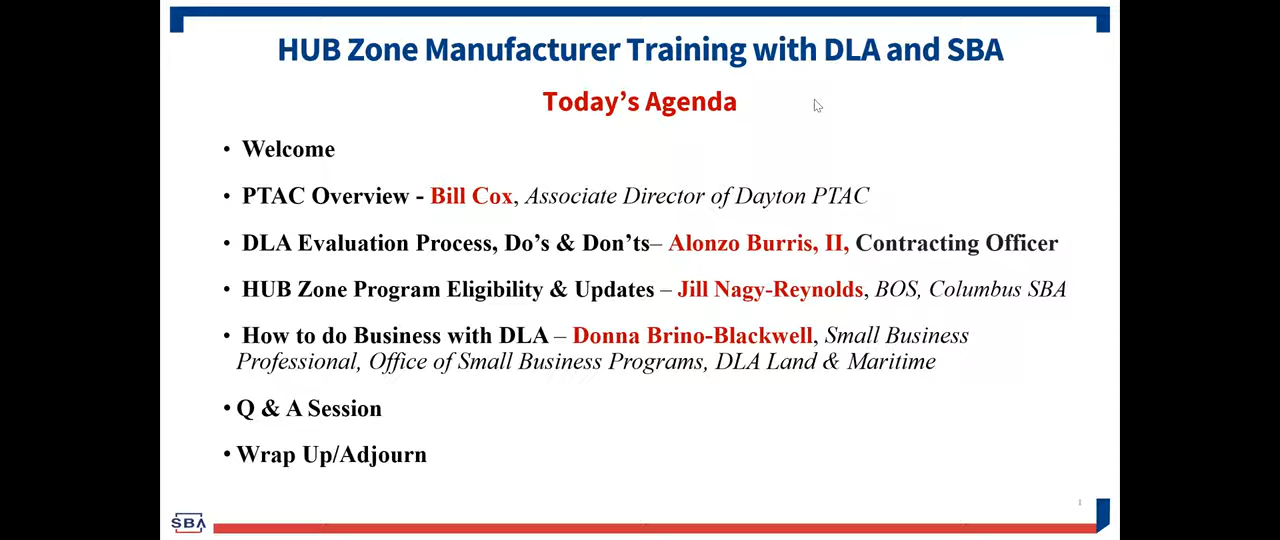 HUB Zone Manufacturer Training with DLA and SBA
Today’s Agenda
• Welcome
• PTAC Overview - Bill Cox, Associate Director of Dayton PTAC
• DLA Evaluation Process, Do’s & Don’ts– Alonzo Burris, II, Contracting Officer
• HUB Zone Program Eligibility & Updates – Jill Nagy-Reynolds, BOS, Columbus SBA
• How to do Business with DLA – Donna Brino-Blackwell, Small Business
Professional, Office of Small Business Programs, DLA Land & Maritime
• Q & A Session
• Wrap Up/Adjourn
1
SBA